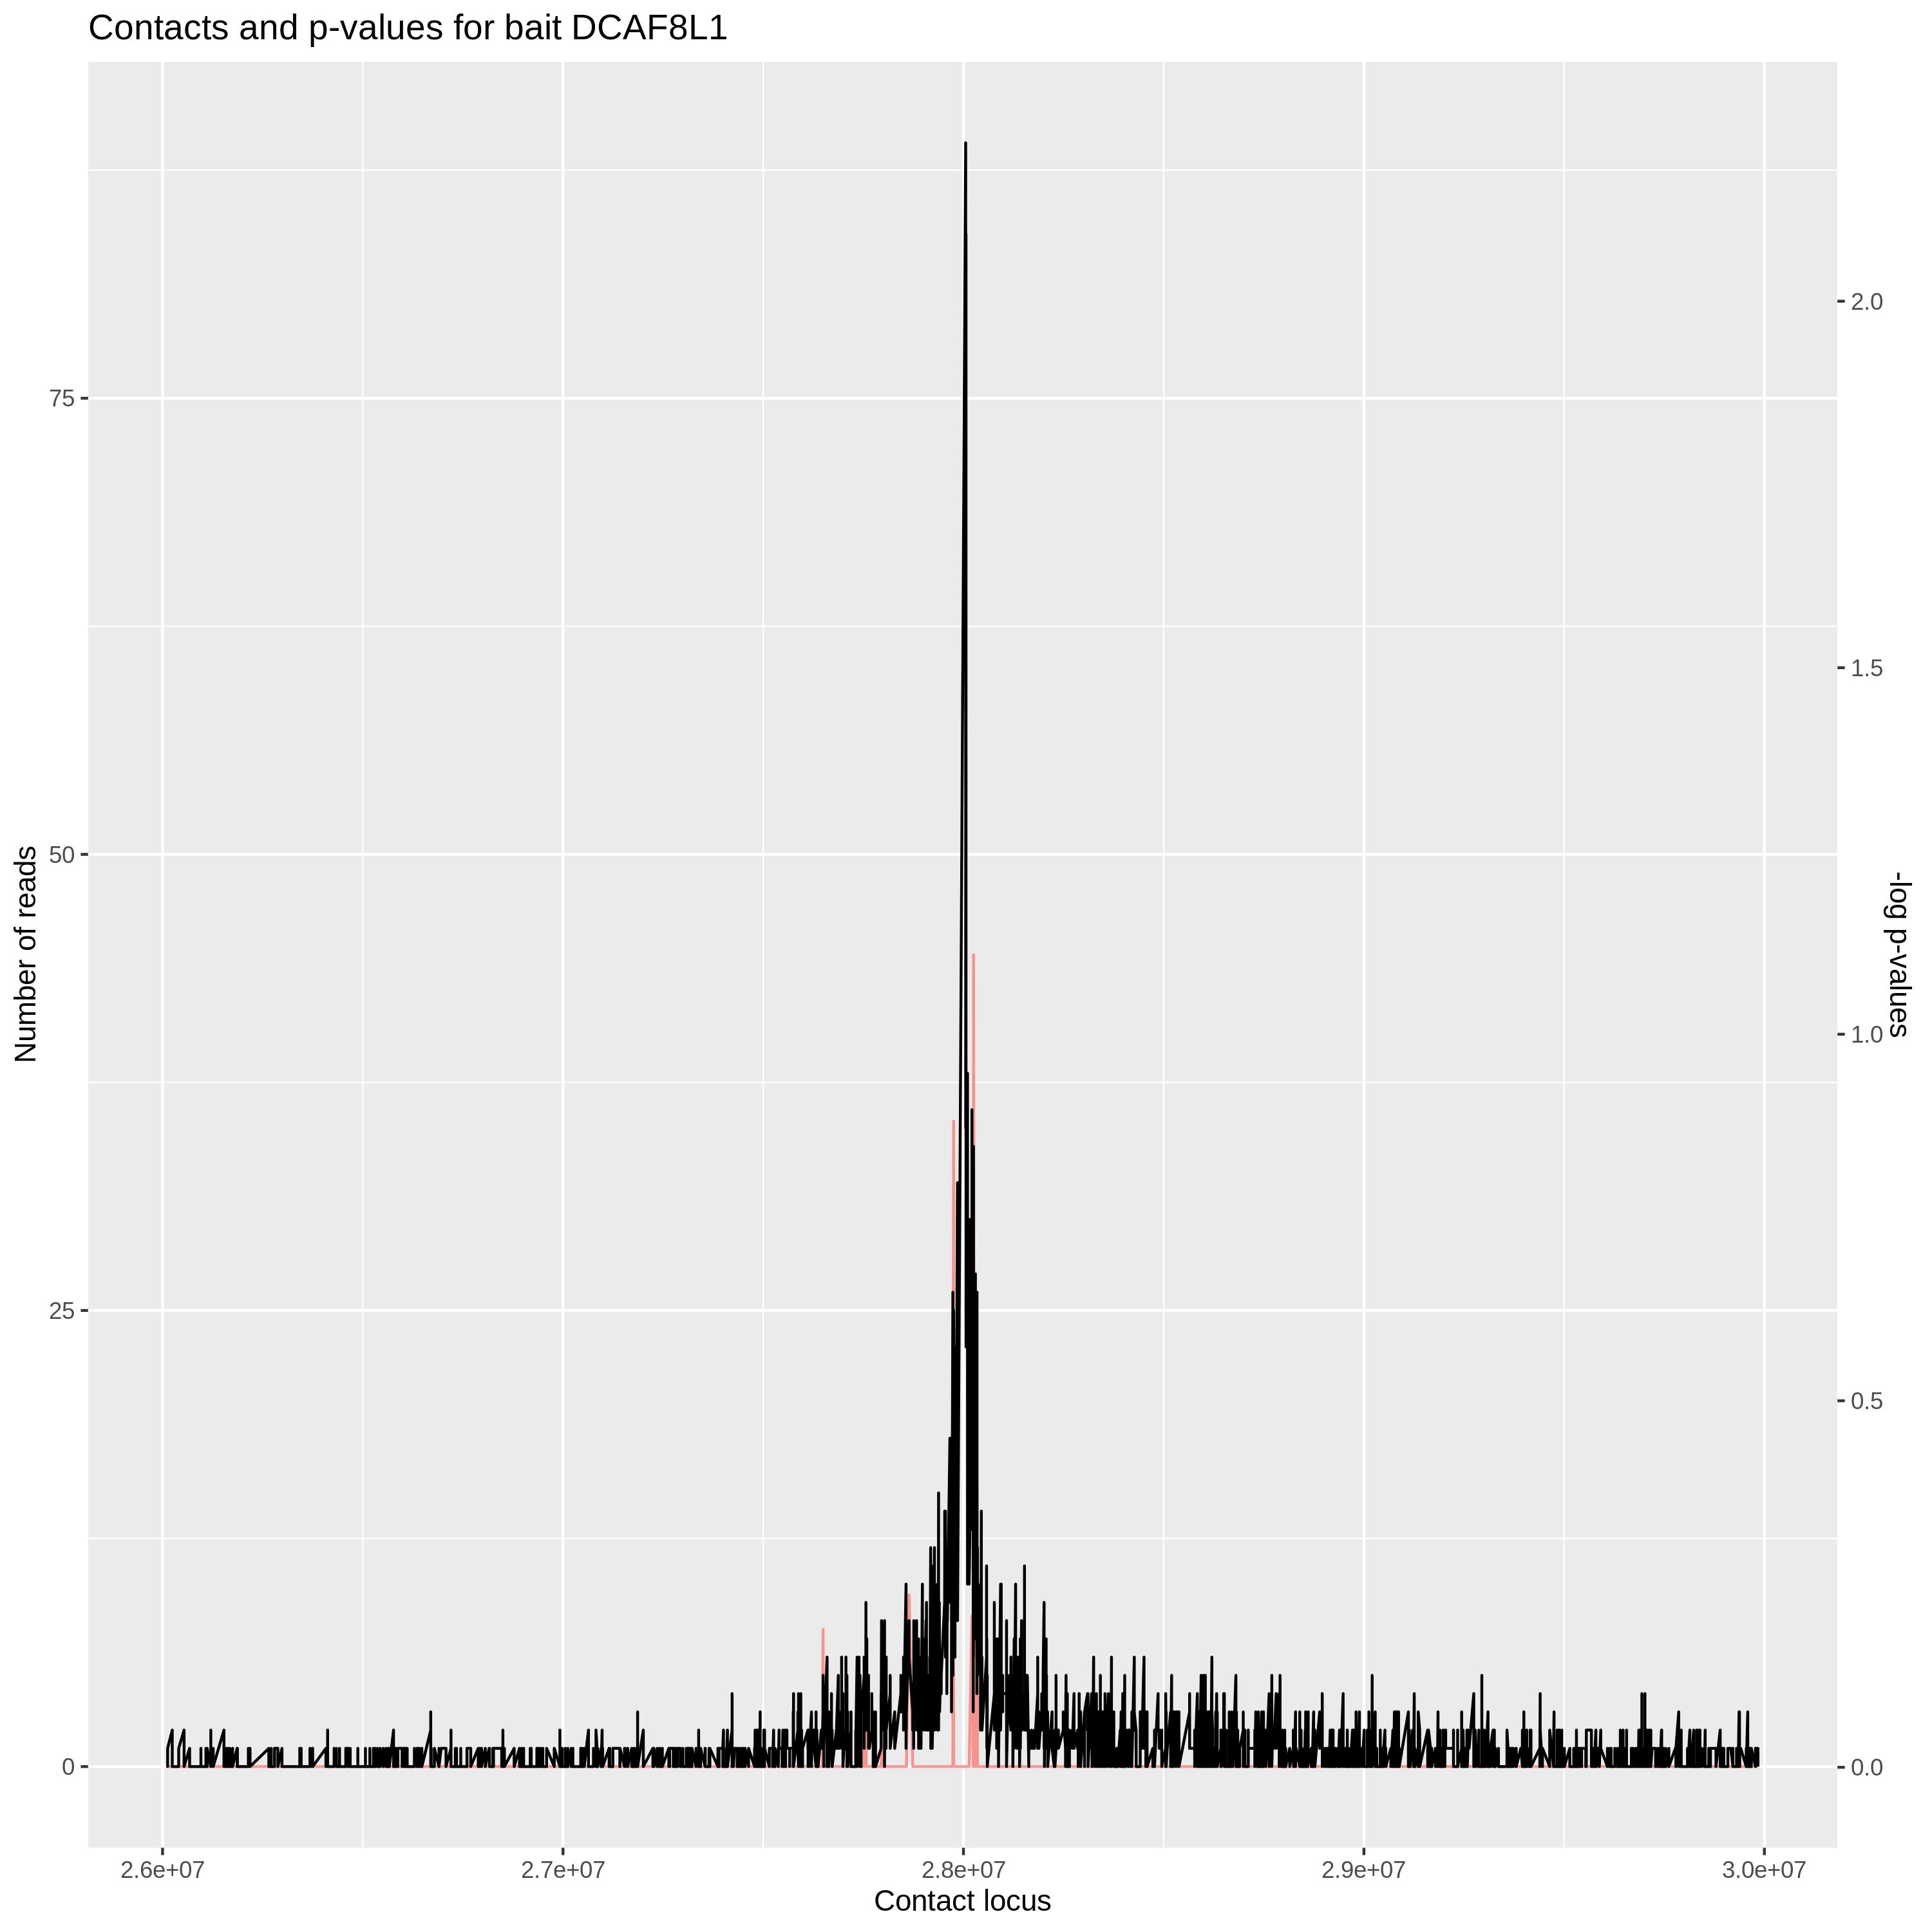 Contacts and p-values for bait DCAF8L1
75
50
25
0
Number of reads
2.0
1.5
1.0
0.5
0.0
-log p-values
2.6e+07
2.7e+07
2.8e+07
2.9e+07
3.0e+07
Contact locus